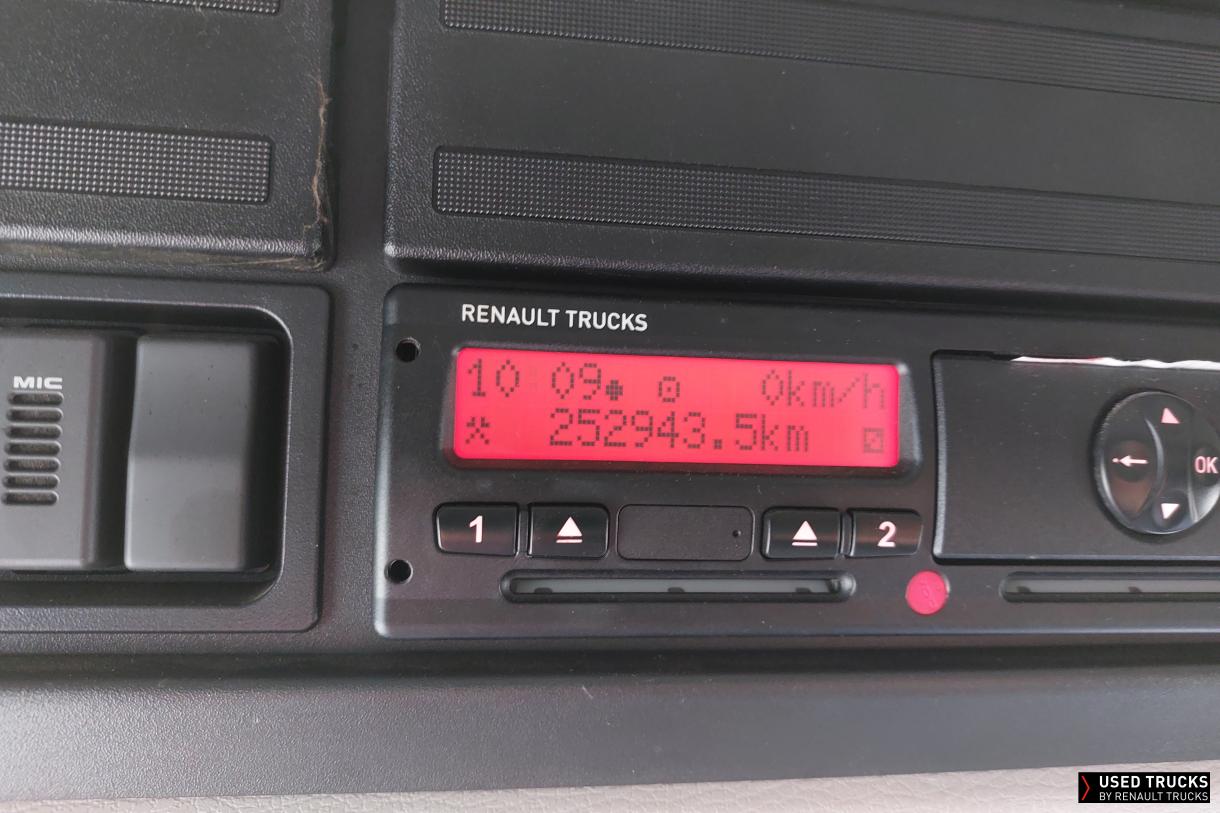 RENAULT TRUCKS
10 09 0km/h
252943.5km
MIC
1 2
OK
USED TRUCKS
BY RENAULT TRUCKS